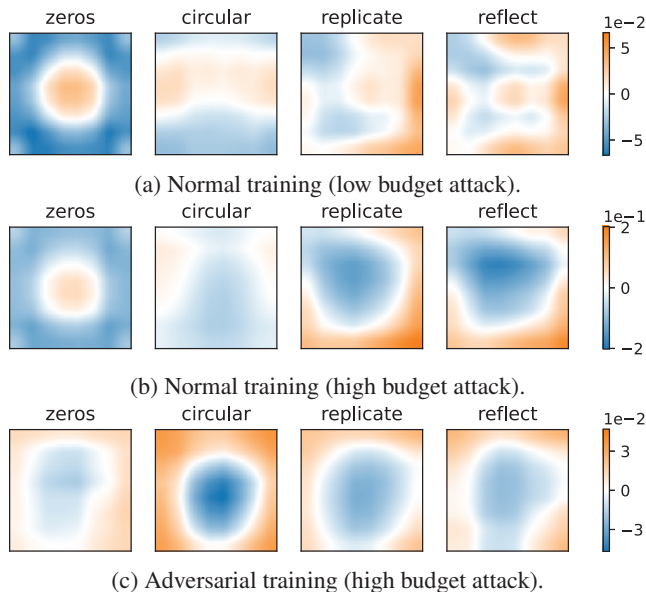 zeros circular replicate reflect
1e−2
5
0
−5
(a) Normal training (low budget attack).
zeros circular replicate reflect
1e−1
2
0
−2
(b) Normal training (high budget attack).
zeros circular replicate reflect
1e−2
3
0
−3
(c) Adversarial training (high budget attack).